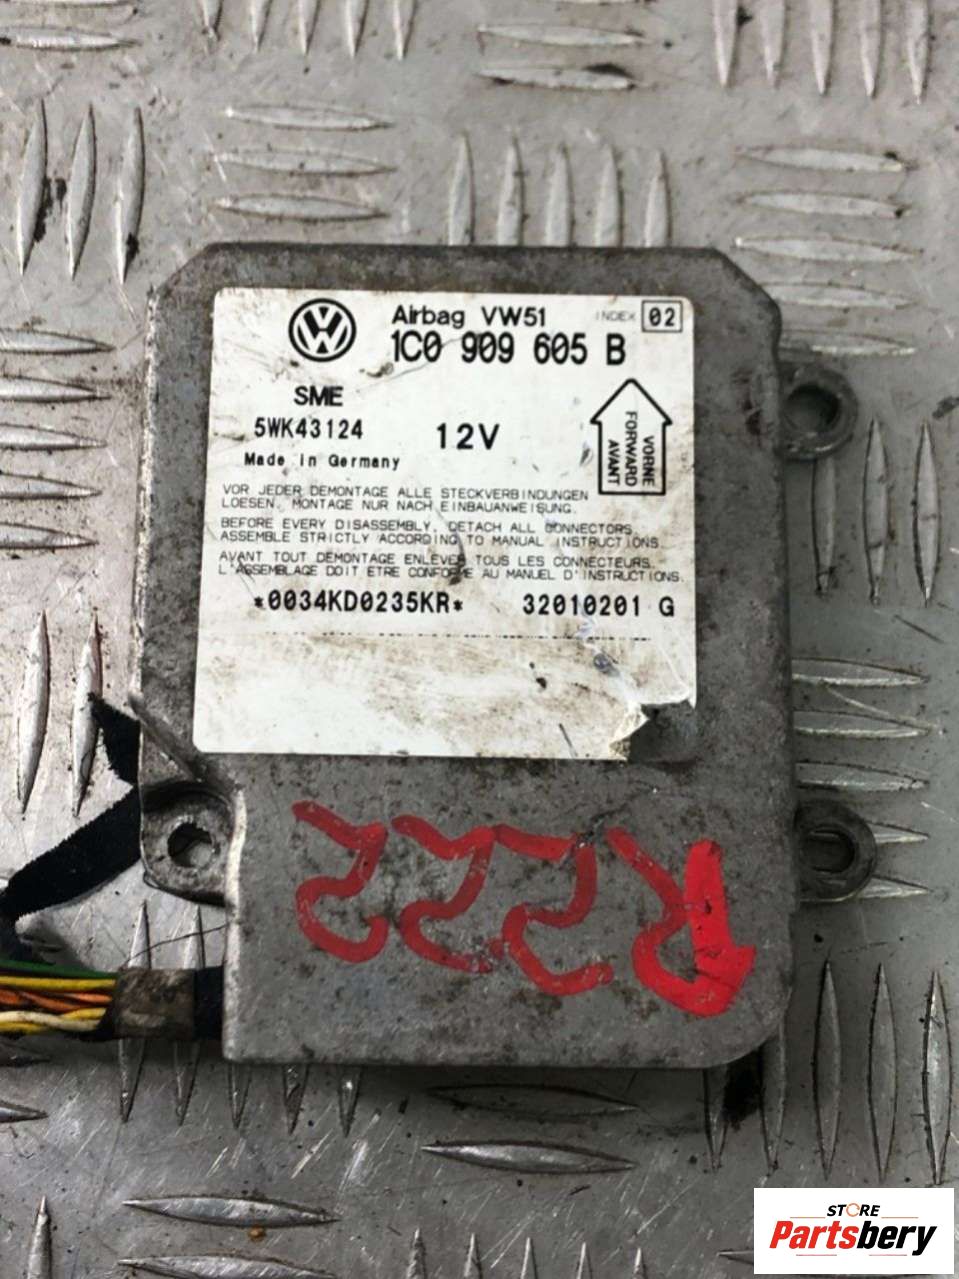 Airbag VW51 INDEX 02
1C0 909 605 B
SME
5WK43124 12V
Made in Germany
VORNE
FORWARD
AVANT
VOR JEDER DEMONTAGE ALLE STECKVERBINDUNGEN
LOESEN. MONTAGE NUR NACH EINBAUANWEISUNG.
BEFORE EVERY DISASSEMBLY, DETACH ALL CONNECTORS.
ASSEMBLE STRICTLY ACCORDING TO MANUAL INSTRUCTIONS.
AVANT TOUT DEMONTAGE ENLEVER TOUS LES CONNECTEURS.
L'ASSEMBLAGE DOIT ETRE CONFORME AU MANUEL D'INSTRUCTIONS.
*0034KD0235KR* 32010201 G
R222
STORE
Partsbery